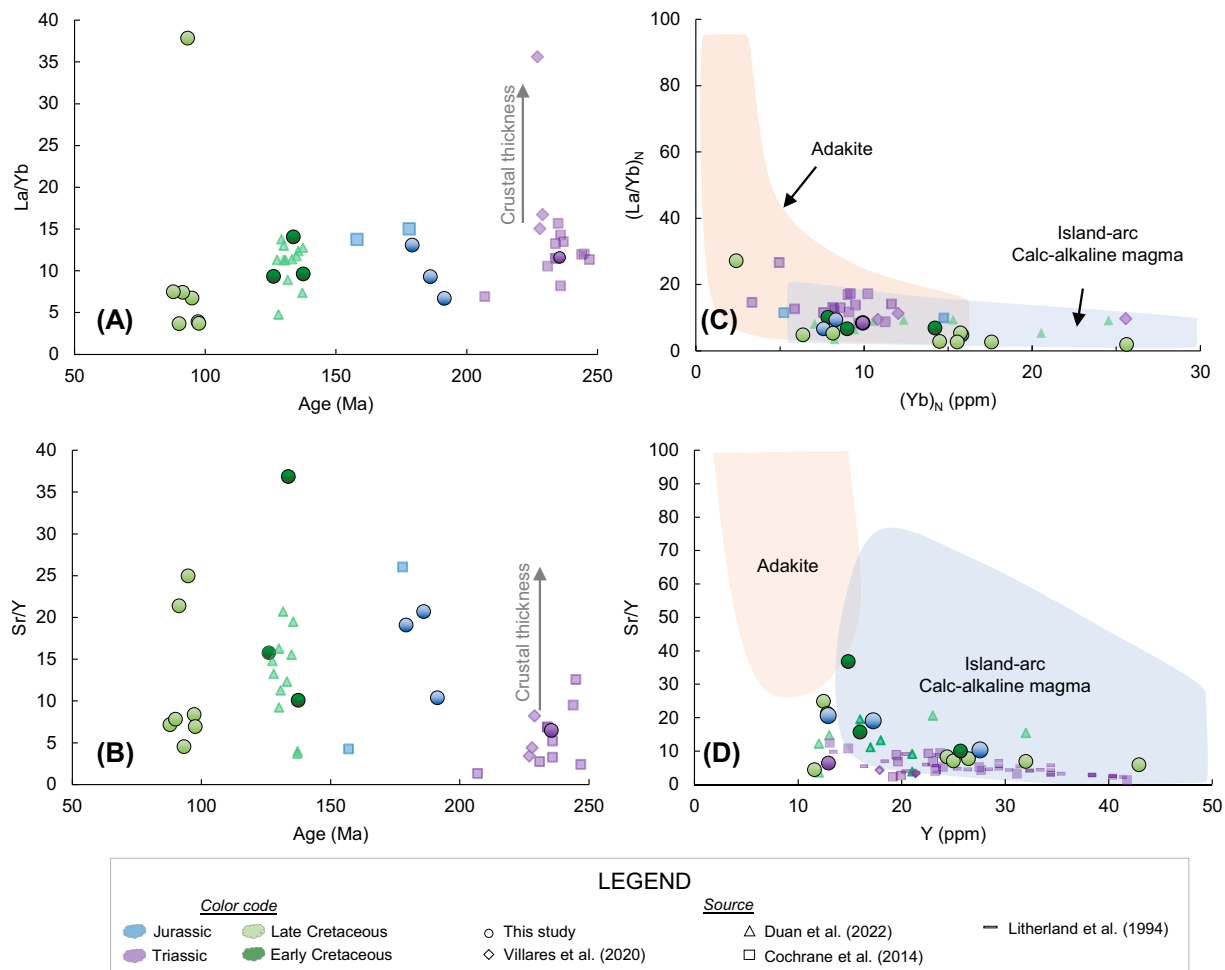 40
35
30
25
20
15
10
5
0
La/Yb
Crustal thickness
(A)
50
100
150
200
250
Age (Ma)
100
80
60
40
20
0
(La/Yb)N
Adakite
Island-arc
Calc-alkaline magma
(C)
0
10
20
30
(Yb)N (ppm)
40
35
30
25
20
15
10
5
0
Sr/Y
Crustal thickness
(B)
50
100
150
200
250
Age (Ma)
100
90
80
70
60
50
40
30
20
10
0
Sr/Y
Adakite
Island-arc
Calc-alkaline magma
(D)
0
10
20
30
40
50
Y (ppm)
LEGEND
Color code
Source
Jurassic
Late Cretaceous
This study
Duan et al. (2022)
Litherland et al. (1994)
Triassic
Early Cretaceous
Villares et al. (2020)
Cochrane et al. (2014)